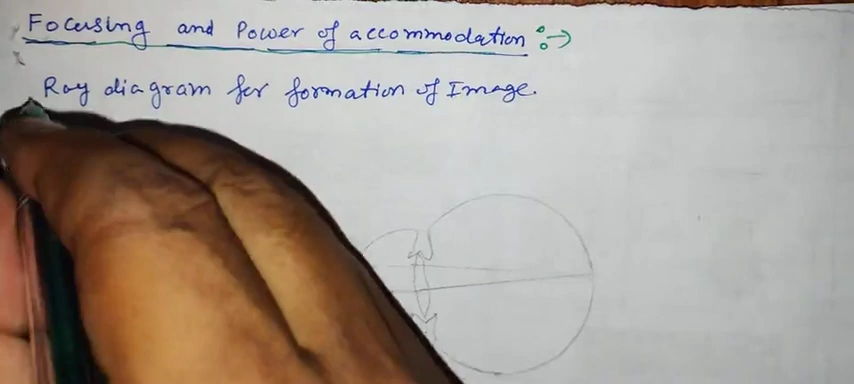 Focusing and Power of accommodation :→
Ray diagram for formation of Image.